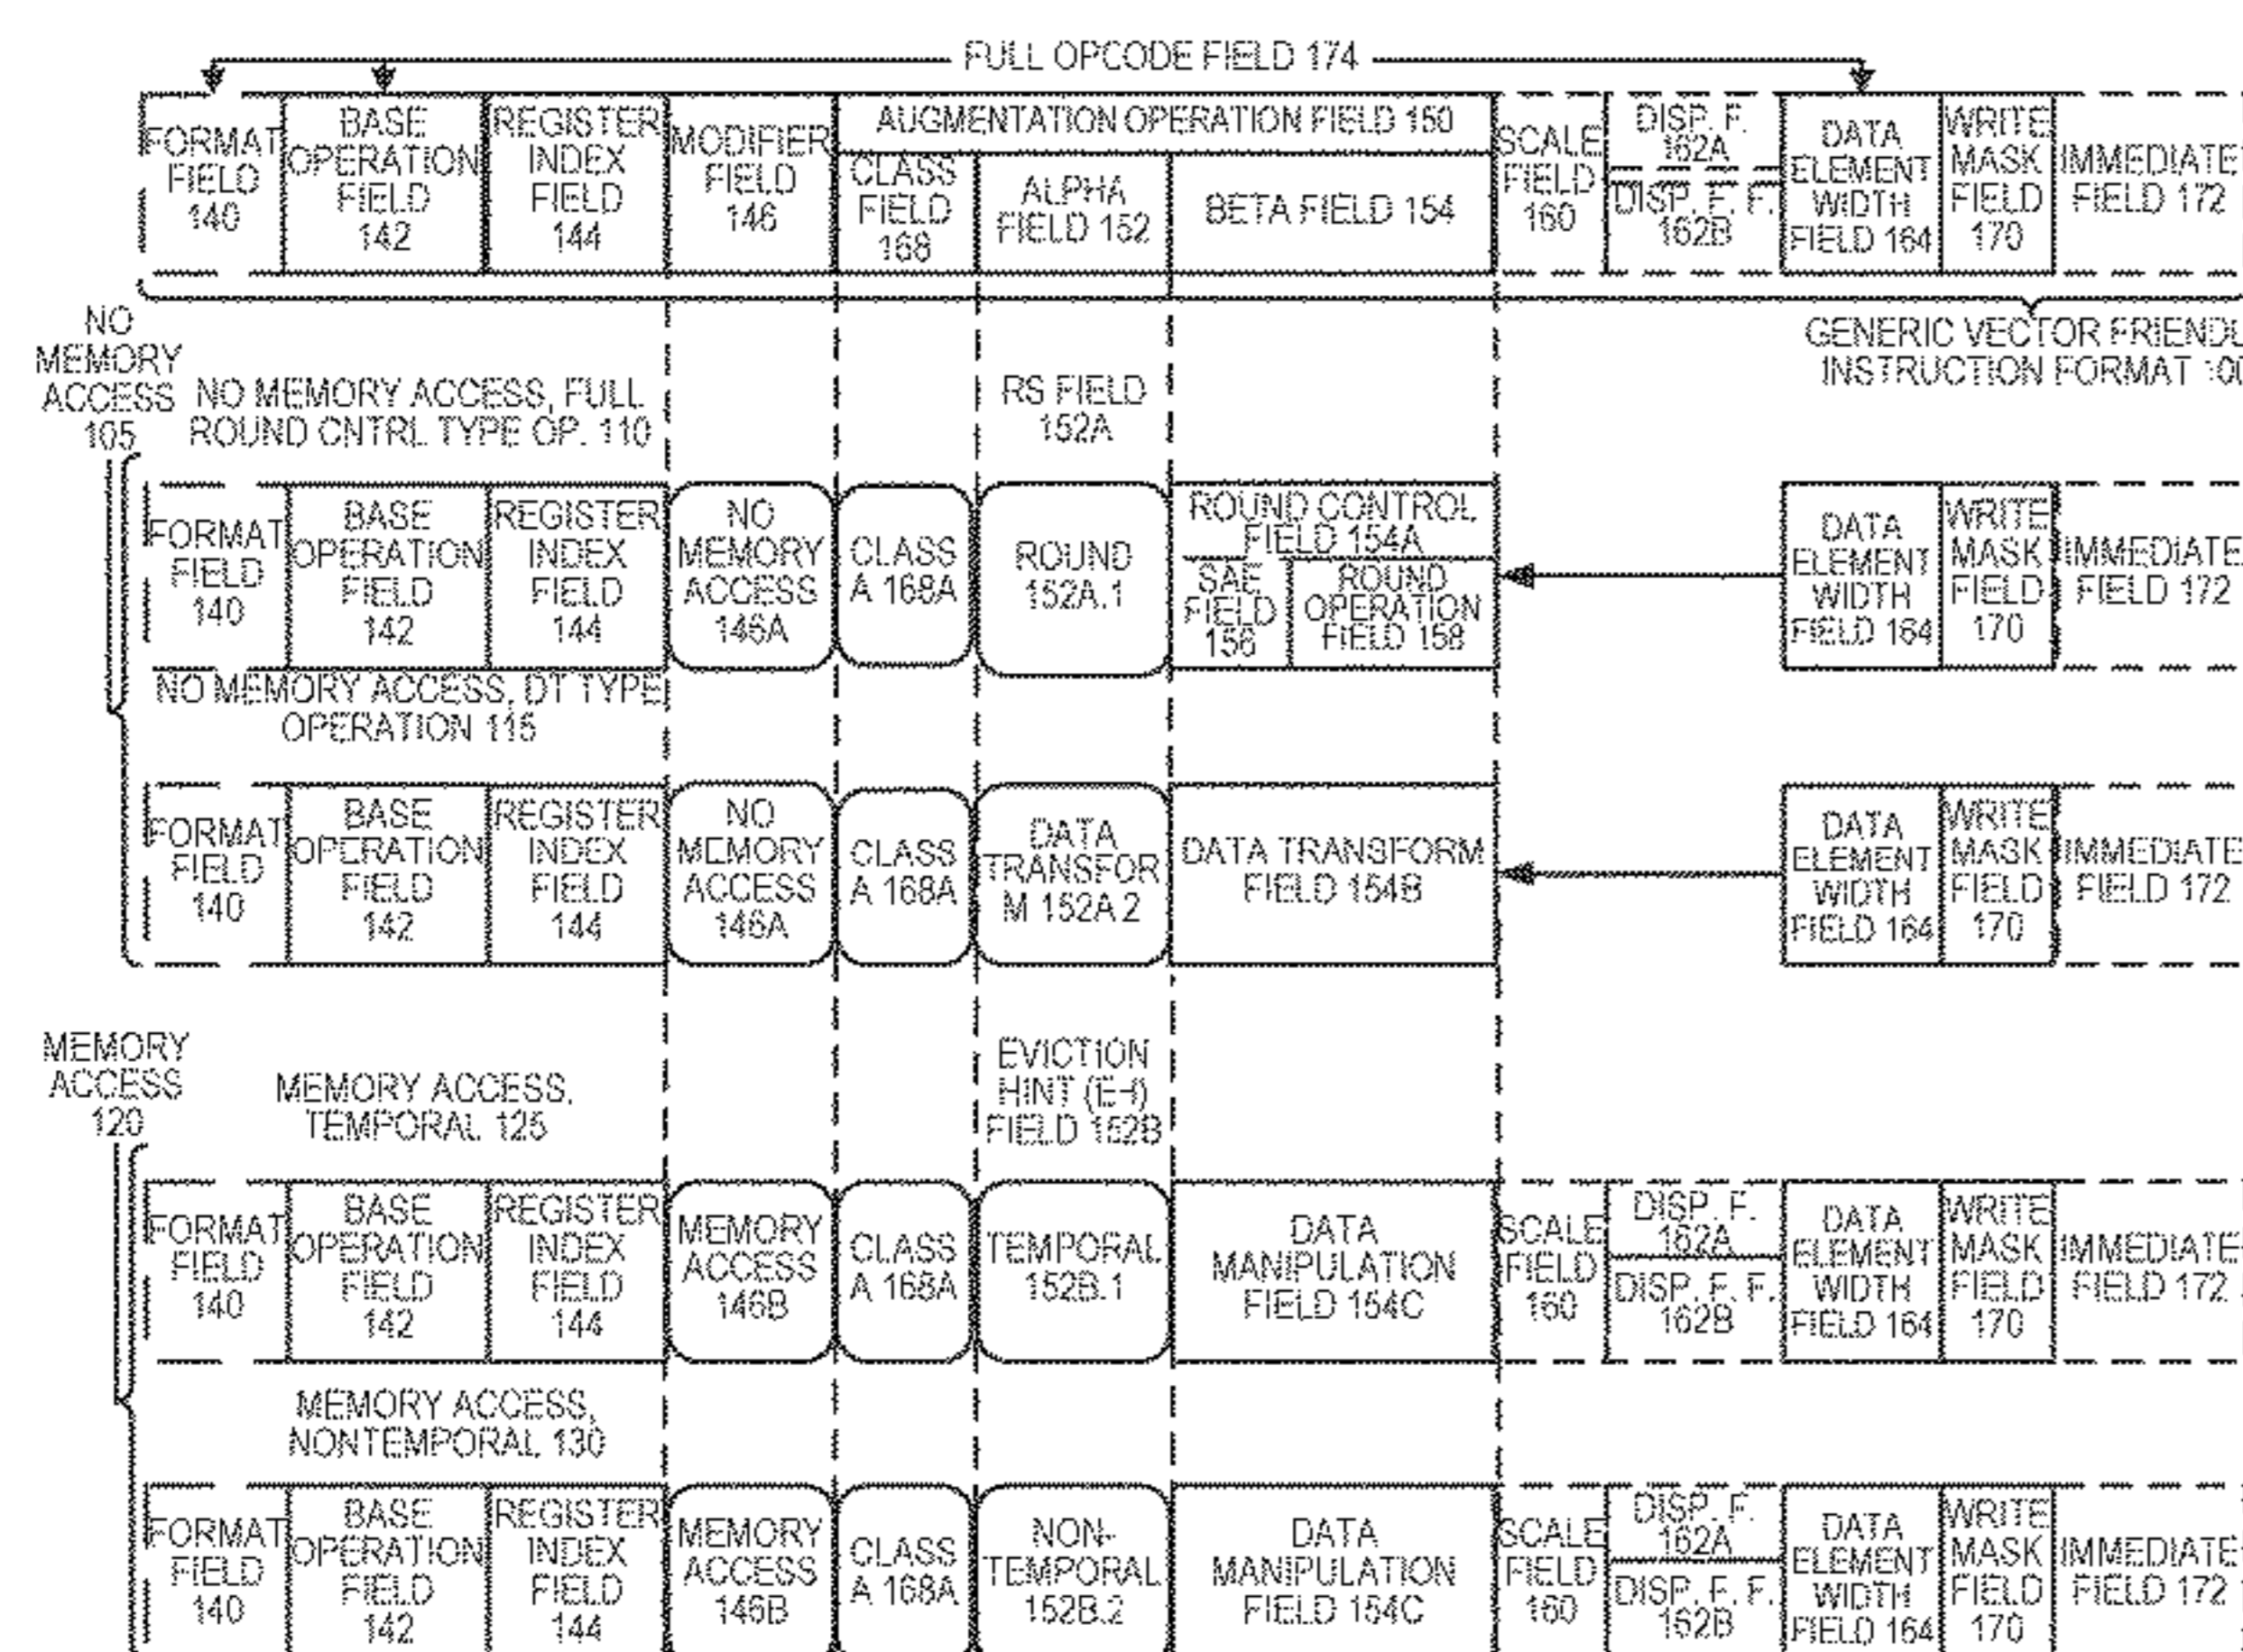 FULL OPCODE FIELD 174
FORMAT
FIELD
140
BASE
OPERATION
FIELD
142
REGISTER
INDEX
FIELD
144
MODIFIER
FIELD
146
AUGMENTATION OPERATION FIELD 150
CLASS
FIELD
168
ALPHA
FIELD 152
BETA FIELD 154
SCALE
FIELD
160
DISP. F.
162A
DISP. F. F.
162B
DATA
ELEMENT
WIDTH
FIELD 164
WRITE
MASK
FIELD
170
IMMEDIATE
FIELD 172
GENERIC VECTOR FRIENDL
INSTRUCTION FORMAT 100
NO
MEMORY
ACCESS
105
NO MEMORY ACCESS, FULL
ROUND CNTRL TYPE OP. 110
RS FIELD
152A
FORMAT
FIELD
140
BASE
OPERATION
FIELD
142
REGISTER
INDEX
FIELD
144
NO
MEMORY
ACCESS
146A
CLASS
A 168A
ROUND
152A.1
ROUND CONTROL
FIELD 154A
SAE
FIELD
156
ROUND
OPERATION
FIELD 158
DATA
ELEMENT
WIDTH
FIELD 164
WRITE
MASK
FIELD
170
IMMEDIATE
FIELD 172
NO MEMORY ACCESS, DT TYPE
OPERATION 115
FORMAT
FIELD
140
BASE
OPERATION
FIELD
142
REGISTER
INDEX
FIELD
144
NO
MEMORY
ACCESS
146A
CLASS
A 168A
DATA
TRANSFOR
M 152A.2
DATA TRANSFORM
FIELD 154B
DATA
ELEMENT
WIDTH
FIELD 164
WRITE
MASK
FIELD
170
IMMEDIATE
FIELD 172
MEMORY
ACCESS
120
MEMORY ACCESS,
TEMPORAL 125
EVICTION
HINT (EH)
FIELD 152B
FORMAT
FIELD
140
BASE
OPERATION
FIELD
142
REGISTER
INDEX
FIELD
144
MEMORY
ACCESS
146B
CLASS
A 168A
TEMPORAL
152B.1
DATA
MANIPULATION
FIELD 154C
SCALE
FIELD
160
DISP. F.
162A
DISP. F. F.
162B
DATA
ELEMENT
WIDTH
FIELD 164
WRITE
MASK
FIELD
170
IMMEDIATE
FIELD 172
MEMORY ACCESS,
NONTEMPORAL 130
FORMAT
FIELD
140
BASE
OPERATION
FIELD
142
REGISTER
INDEX
FIELD
144
MEMORY
ACCESS
146B
CLASS
A 168A
NON-
TEMPORAL
152B.2
DATA
MANIPULATION
FIELD 154C
SCALE
FIELD
160
DISP. F.
162A
DISP. F. F.
162B
DATA
ELEMENT
WIDTH
FIELD 164
WRITE
MASK
FIELD
170
IMMEDIATE
FIELD 172